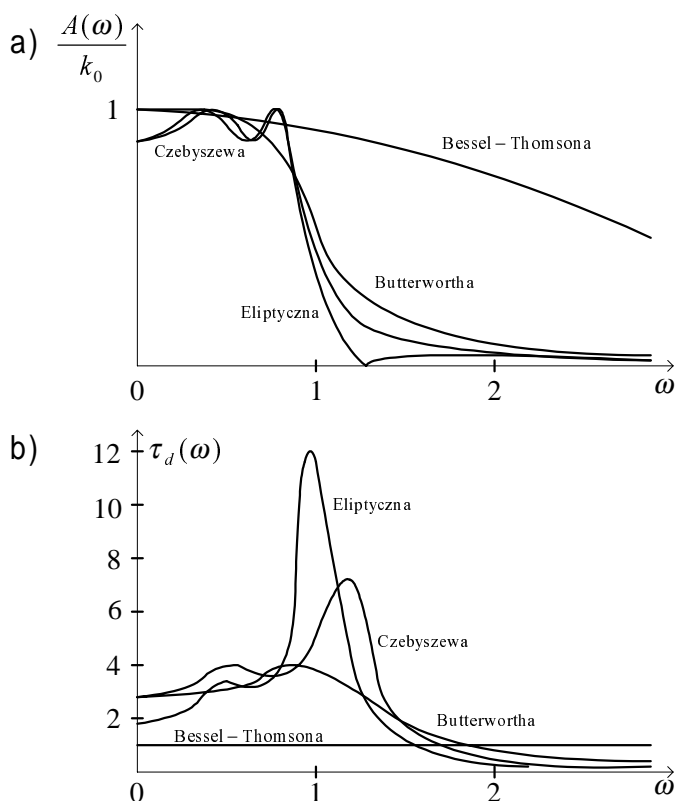 a)
A(ω)
k₀
1
Bessel – Thomsona
Czebyszewa
Butterwortha
Eliptyczna
0 1 2 ω
b)
12 τ_d(ω)
Eliptyczna
10
8
6
Czebyszewa
4
2 Butterwortha
Bessel – Thomsona
0 1 2 ω